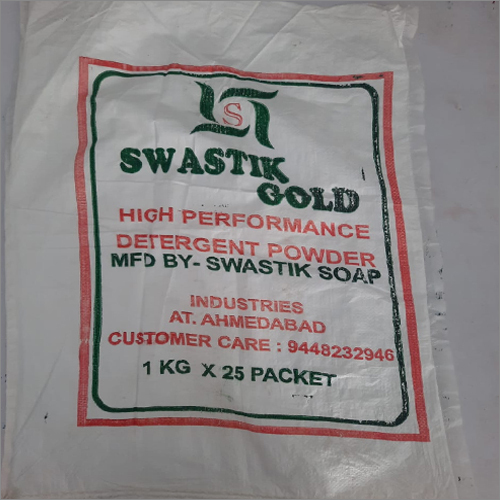 S
SWASTIK
GOLD
HIGH PERFORMANCE
DETERGENT POWDER
MFD BY- SWASTIK SOAP
INDUSTRIES
AT. AHMEDABAD
CUSTOMER CARE : 9448232946
1 KG X 25 PACKET